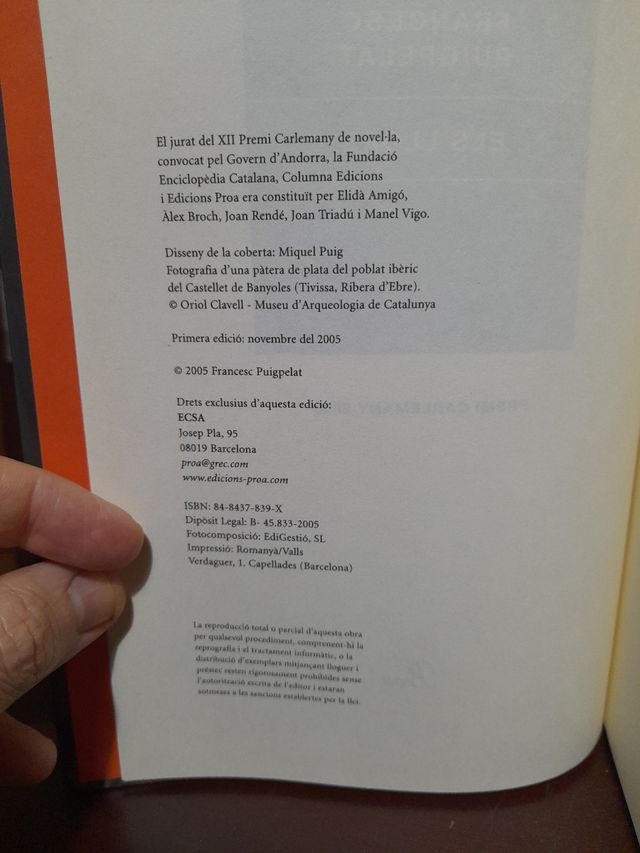 El jurat del XII Premi Carlemany de novel·la,
convocat pel Govern d'Andorra, la Fundació
Enciclopèdia Catalana, Columna Edicions
i Edicions Proa era constituït per Elidà Amigó,
Àlex Broch, Joan Rendé, Joan Triadú i Manel Vigo.
Disseny de la coberta: Miquel Puig
Fotografia d'una pàtera de plata del poblat ibèric
del Castellet de Banyoles (Tivissa, Ribera d'Ebre).
© Oriol Clavell - Museu d'Arqueologia de Catalunya
Primera edició: novembre del 2005
© 2005 Francesc Puigpelat
Drets exclusius d'aquesta edició:
ECSA
Josep Pla, 95
08019 Barcelona
proa@grec.com
www.edicions-proa.com
ISBN: 84-8437-839-X
Dipòsit Legal: B- 45.833-2005
Fotocomposició: EdiGestió, SL
Impressió: Romanyà/Valls
Verdaguer, 1. Capellades (Barcelona)
La reproducció total o parcial d'aquesta obra
per qualsevol procediment, comprenent-hi la
reprografia i el tractament informàtic, o la
distribució d'exemplars mitjançant lloguer i
préstec resten rigorosament prohibides sense
l'autorització escrita de l'editor i estaran
sotmeses a les sancions establertes per la llei.